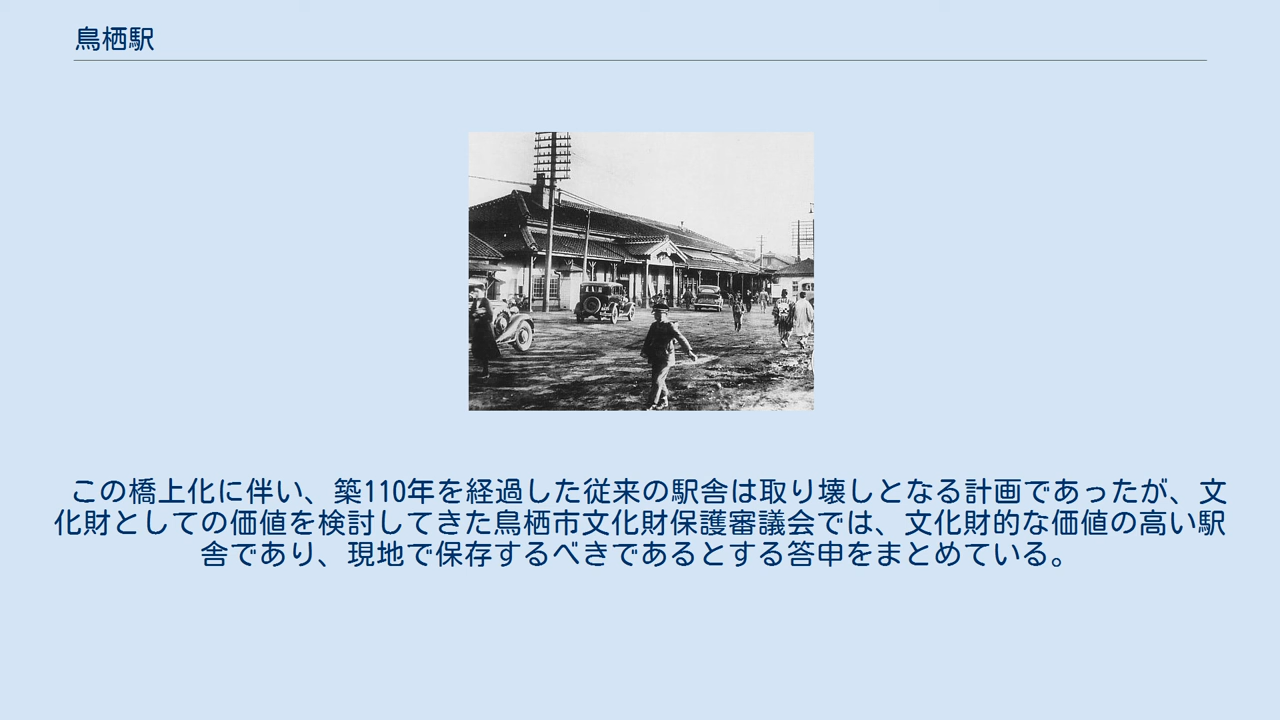 鳥栖駅
この橋上化に伴い、築110年を経過した従来の駅舎は取り壊しとなる計画であったが、文
化財としての価値を検討してきた鳥栖市文化財保護審議会では、文化財的な価値の高い駅
舎であり、現地で保存するべきであるとする答申をまとめている。